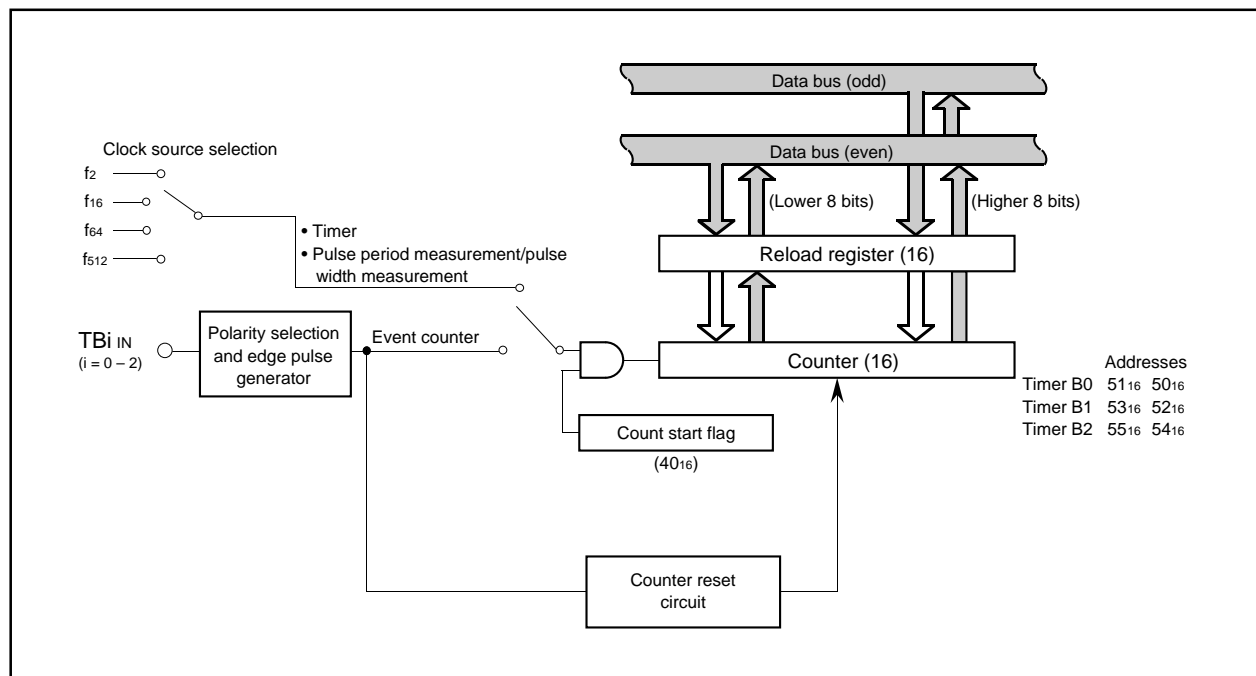 Data bus (odd)
Data bus (even)
Clock source selection
f2
f16
f64
f512
(Lower 8 bits)
(Higher 8 bits)
• Timer
• Pulse period measurement/pulse
width measurement
Reload register (16)
TBi IN
(i = 0 – 2)
Polarity selection
and edge pulse
generator
Event counter
Counter (16)
Addresses
Timer B0 5116 5016
Timer B1 5316 5216
Timer B2 5516 5416
Count start flag
(4016)
Counter reset
circuit